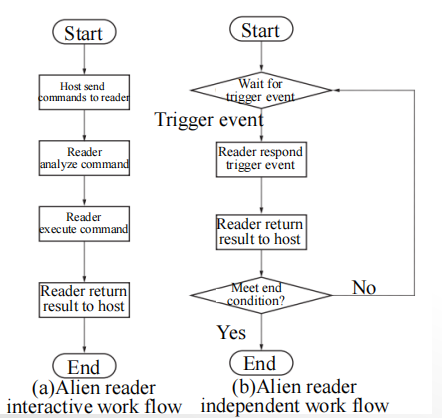 Start
Host send
commands to reader
Reader
analyze command
Reader
execute command
Reader return
result to host
End
(a)Alien reader
interactive work flow
Start
Wait for
trigger event
Trigger event
Reader respond
trigger event
Reader return
result to host
Meet end
condition?
No
Yes
End
(b)Alien reader
independent work flow